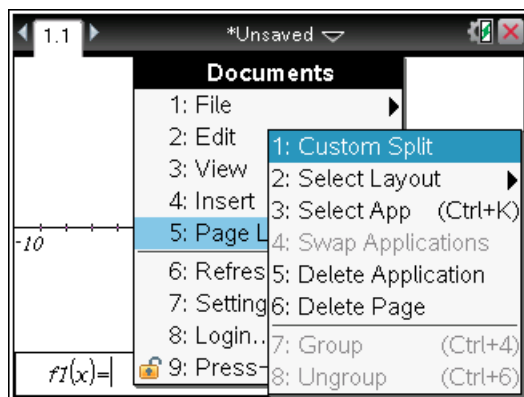 1.1 *Unsaved
Documents
1: File
2: Edit
3: View
4: Insert
5: Page L
6: Refres
7: Setting
8: Login..
9: Press-
1: Custom Split
2: Select Layout
3: Select App (Ctrl+K)
4: Swap Applications
5: Delete Application
6: Delete Page
7: Group (Ctrl+4)
8: Ungroup (Ctrl+6)
-10
f1(x)=